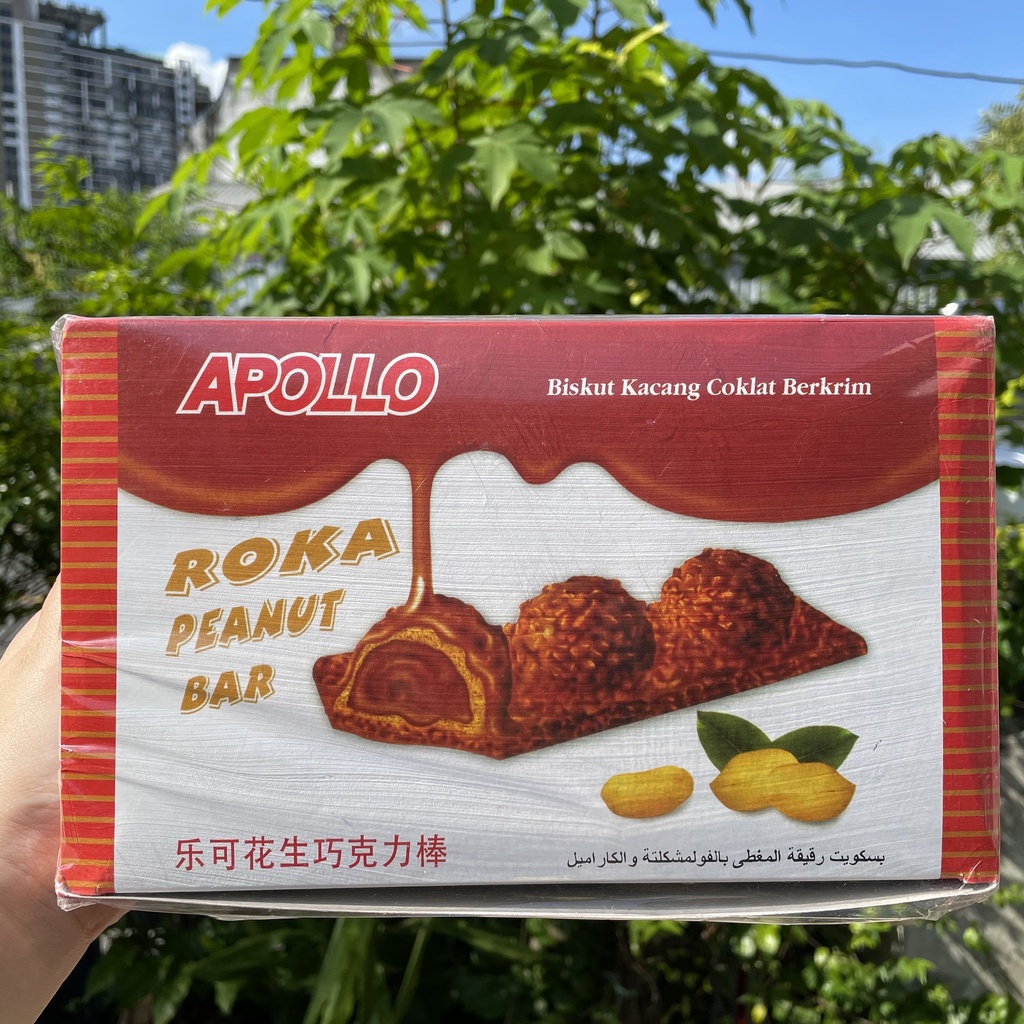 APOLLO
Biskut Kacang Coklat Berkrim
ROKA
PEANUT
BAR
乐可花生巧克力棒
بسكويت رقيقة المغطى بالفولمشكلتة والكاراميل